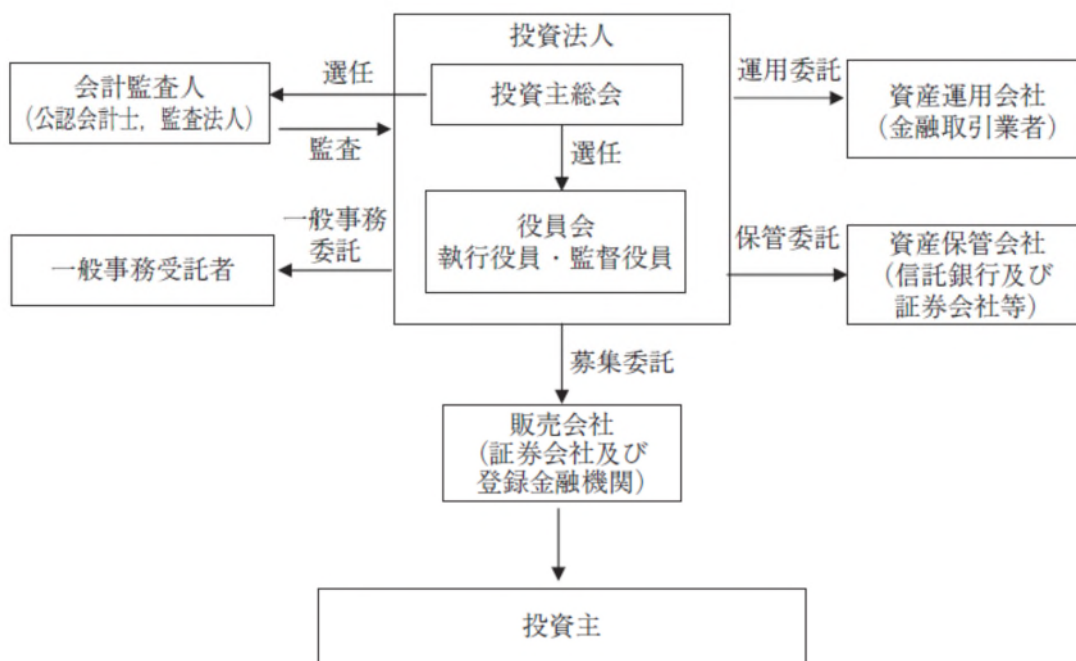 投資法人
選任
運用委託
会計監査人
(公認会計士, 監査法人)
投資主総会
資産運用会社
(金融取引業者)
監査
選任
一般事務
委託
役員会
執行役員・監督役員
保管委託
一般事務受託者
資産保管会社
(信託銀行及び
証券会社等)
募集委託
販売会社
(証券会社及び
登録金融機関)
投資主